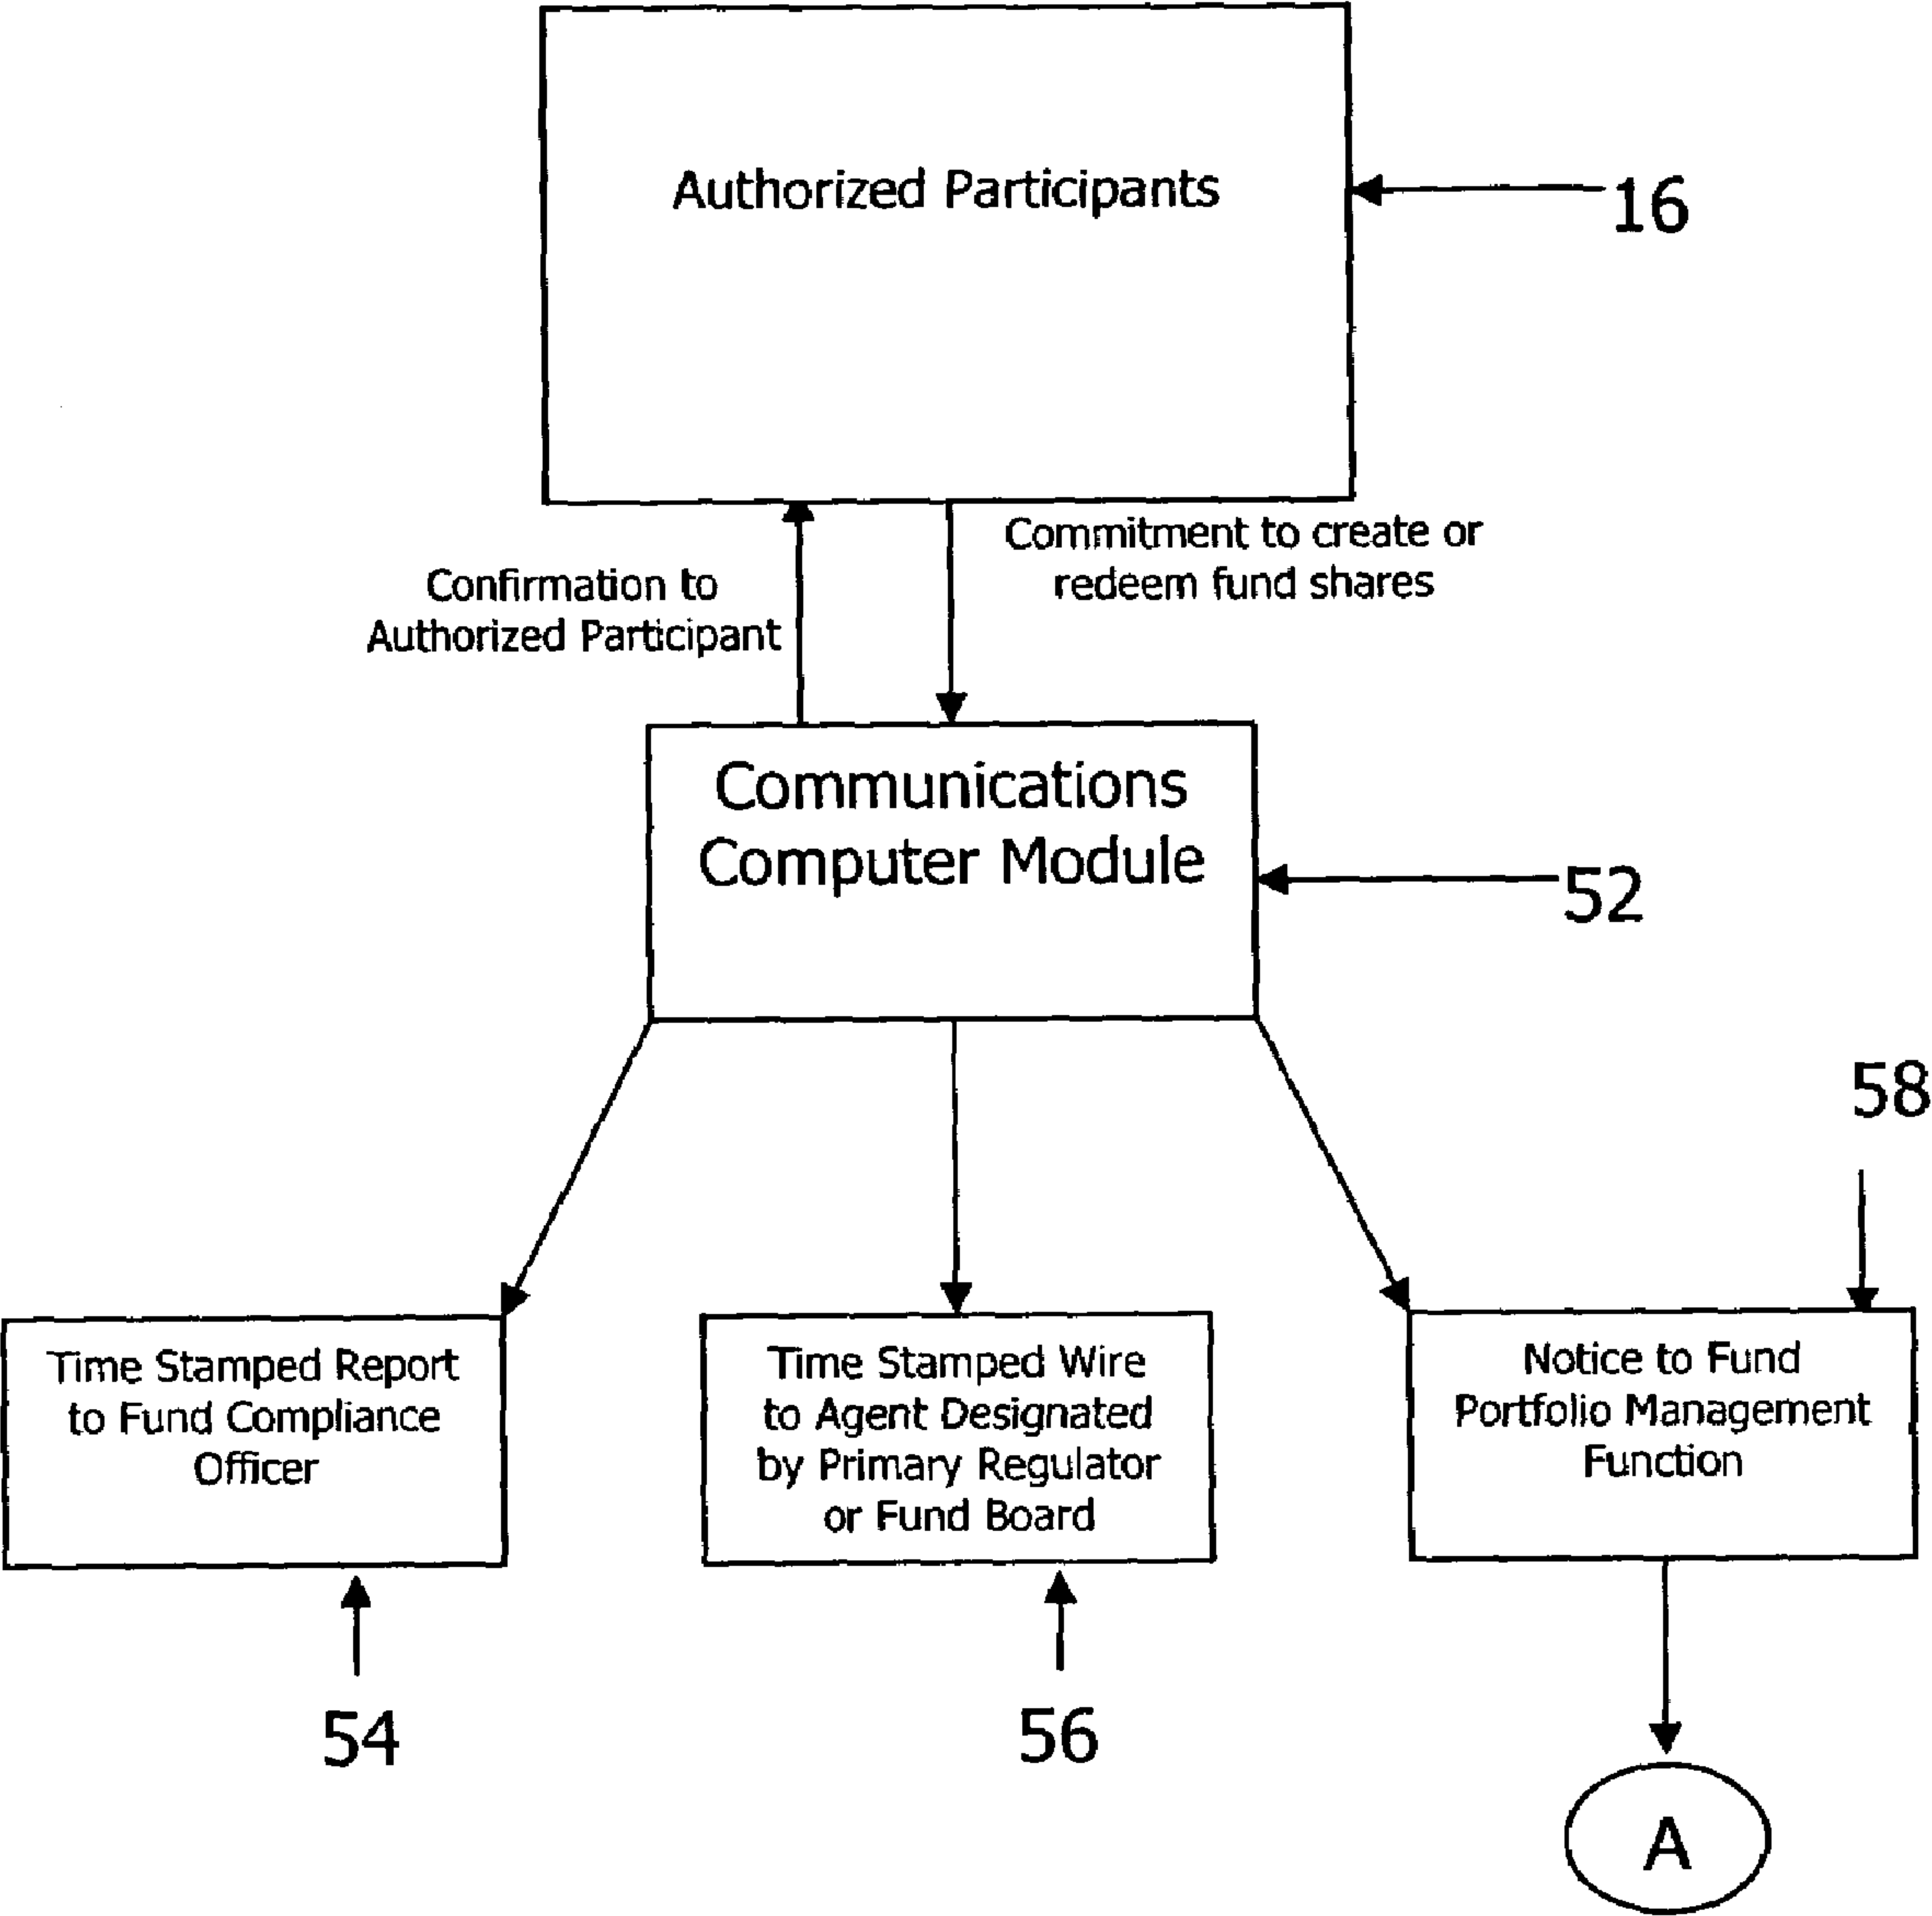 Authorized Participants
16
Commitment to create or
redeem fund shares
Confirmation to
Authorized Participant
Communications
Computer Module
52
58
Time Stamped Report
to Fund Compliance
Officer
Time Stamped Wire
to Agent Designated
by Primary Regulator
or Fund Board
Notice to Fund
Portfolio Management
Function
54
56
A